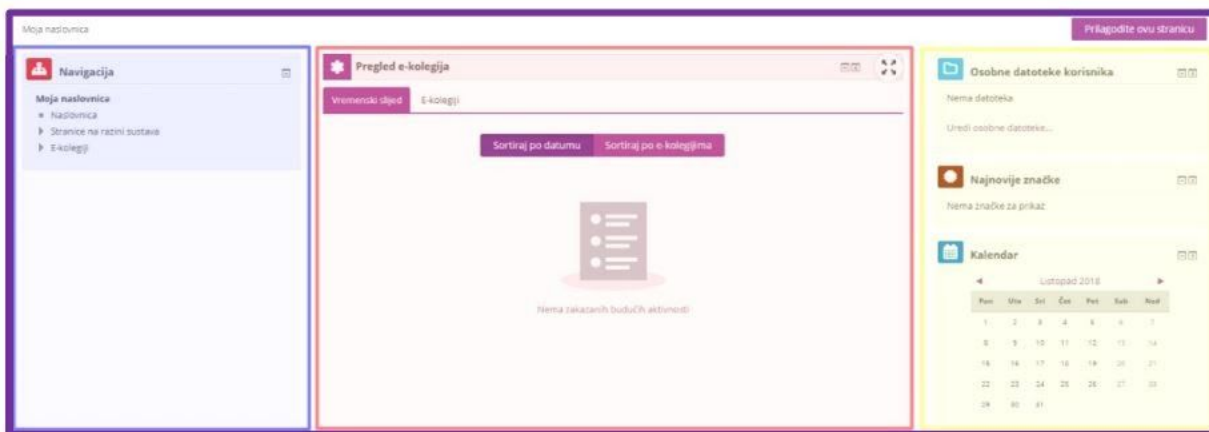 Moja naslovnica
Prilagodite ovu stranicu
Navigacija
Moja naslovnica
Naslovnica
Stranice na razini sustava
E-kolegiji
Pregled e-kolegija
Vremenski slijed E-kolegiji
Sortiraj po datumu Sortiraj po e-kolegijima
Nema zakazanih budućih aktivnosti
Osobne datoteke korisnika
Nema datoteka
Uredi osobne datoteke...
Najnovije značke
Nema značke za prikaz
Kalendar
Listopad 2018
Pon Uto Sri Čet Pet Sub Ned
1 2 3 4 5 6 7
8 9 10 11 12 13 14
15 16 17 18 19 20 21
22 23 24 25 26 27 28
29 30 31